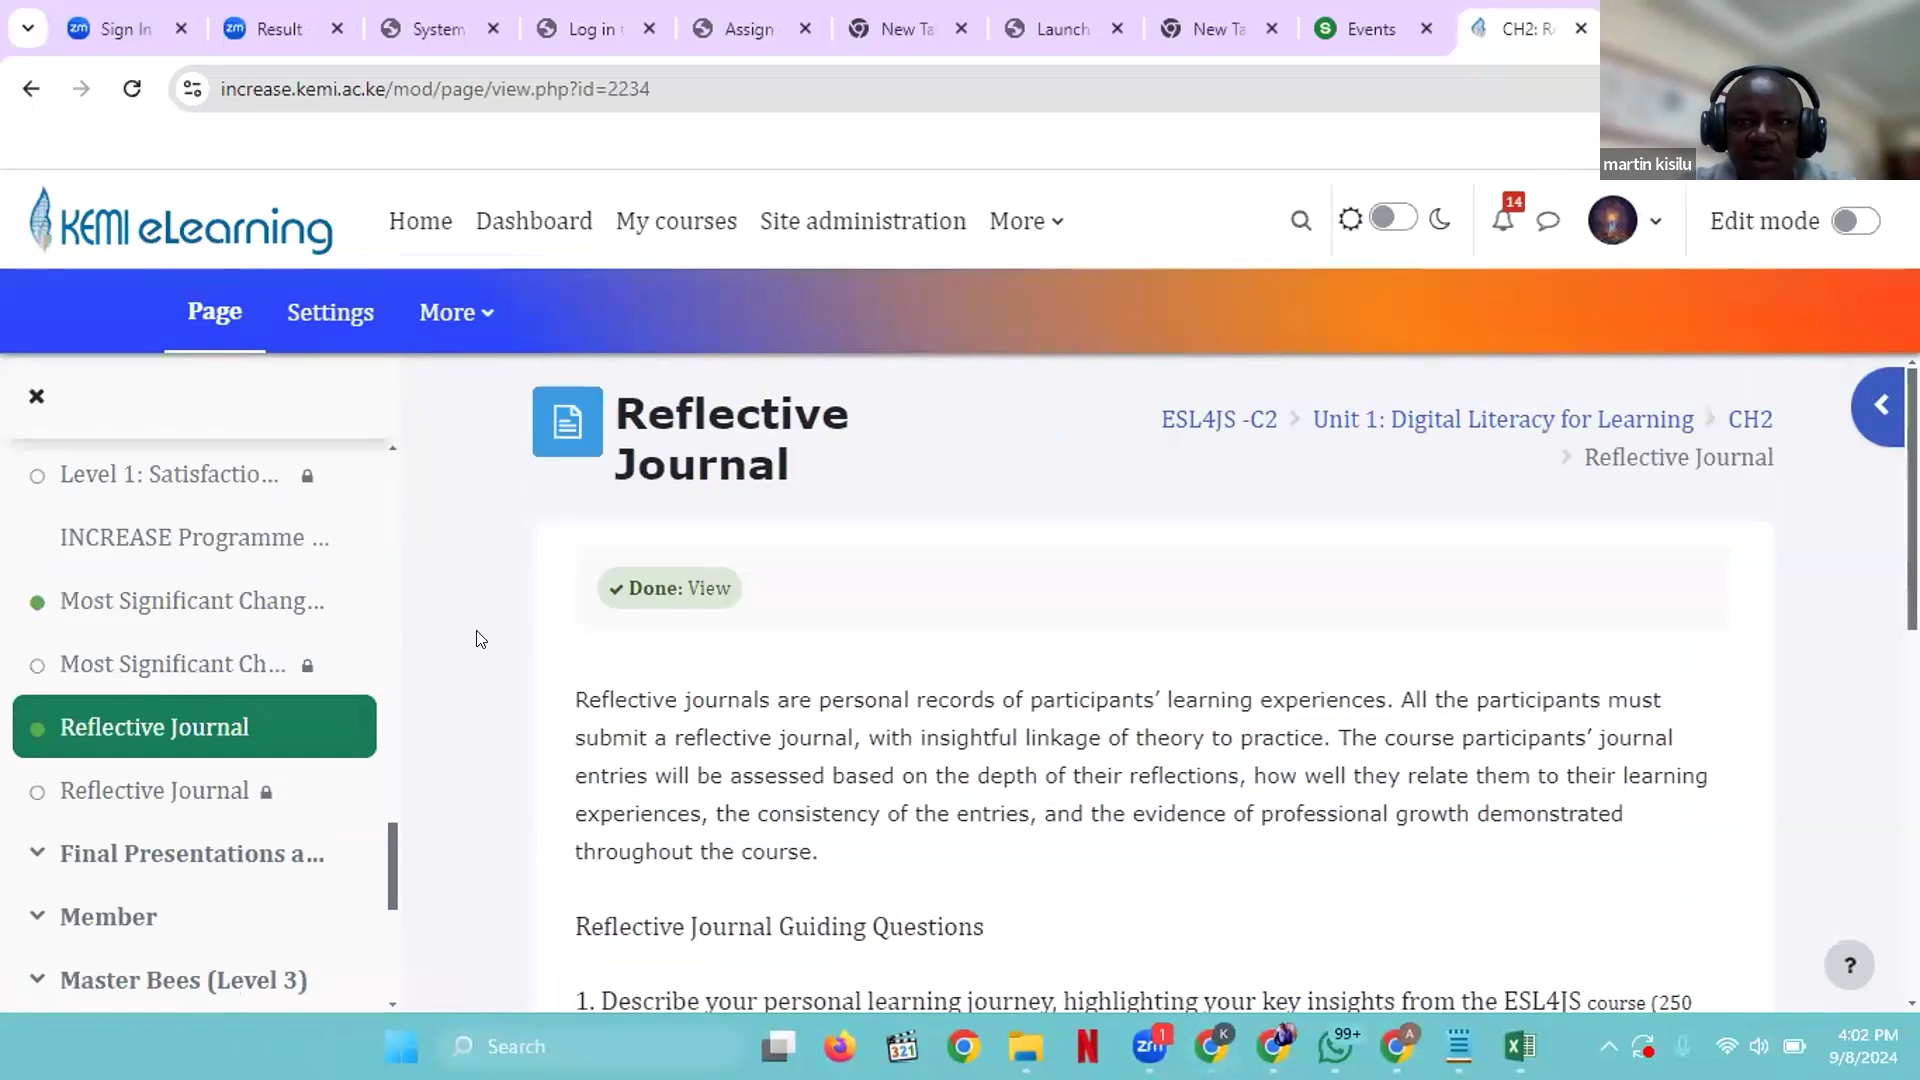 Sign In
Result
System
Log in
Assign
New Ta
Launch
New Ta
Events
CH2: R
increase.kemi.ac.ke/mod/page/view.php?id=2234
martin kisilu
KEMI eLearning
Home
Dashboard
My courses
Site administration
More
14
Edit mode
Page
Settings
More
Level 1: Satisfactio...
INCREASE Programme ...
Most Significant Chang...
Most Significant Ch...
Reflective Journal
Reflective Journal
Final Presentations a...
Member
Master Bees (Level 3)
Reflective
Journal
ESL4JS -C2
Unit 1: Digital Literacy for Learning
CH2
Reflective Journal
Done: View
Reflective journals are personal records of participants’ learning experiences. All the participants must
submit a reflective journal, with insightful linkage of theory to practice. The course participants’ journal
entries will be assessed based on the depth of their reflections, how well they relate them to their learning
experiences, the consistency of the entries, and the evidence of professional growth demonstrated
throughout the course.
Reflective Journal Guiding Questions
1. Describe your personal learning journey, highlighting your key insights from the ESL4JS course (250
?
Search
321
N
zm
1
K
99+
A
4:02 PM
9/8/2024